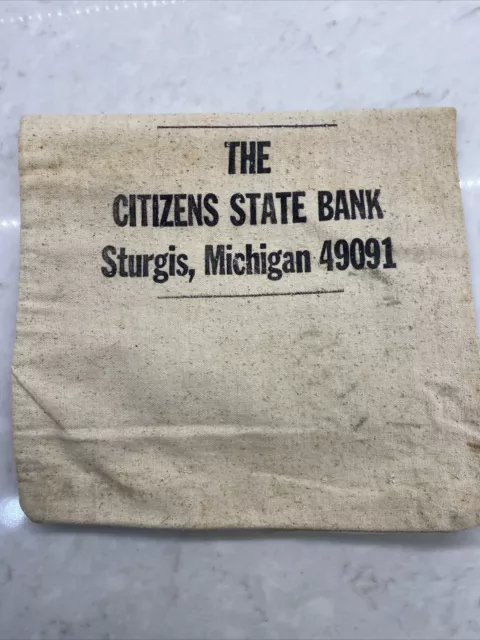 THE
CITIZENS STATE BANK
Sturgis, Michigan 49091